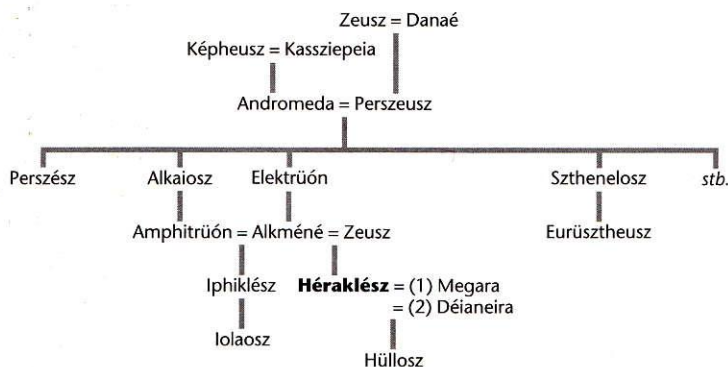 Zeusz = Danaé
Képheusz = Kassziepeia
Andromeda = Perszeusz
Perszész Alkaiosz Elektrüón Szthenelosz stb.
Amphitrüón = Alkméné = Zeusz Eurüsztheusz
Iphiklész Héraklész = (1) Megara
= (2) Déianeira
Iolaosz
Hüllosz